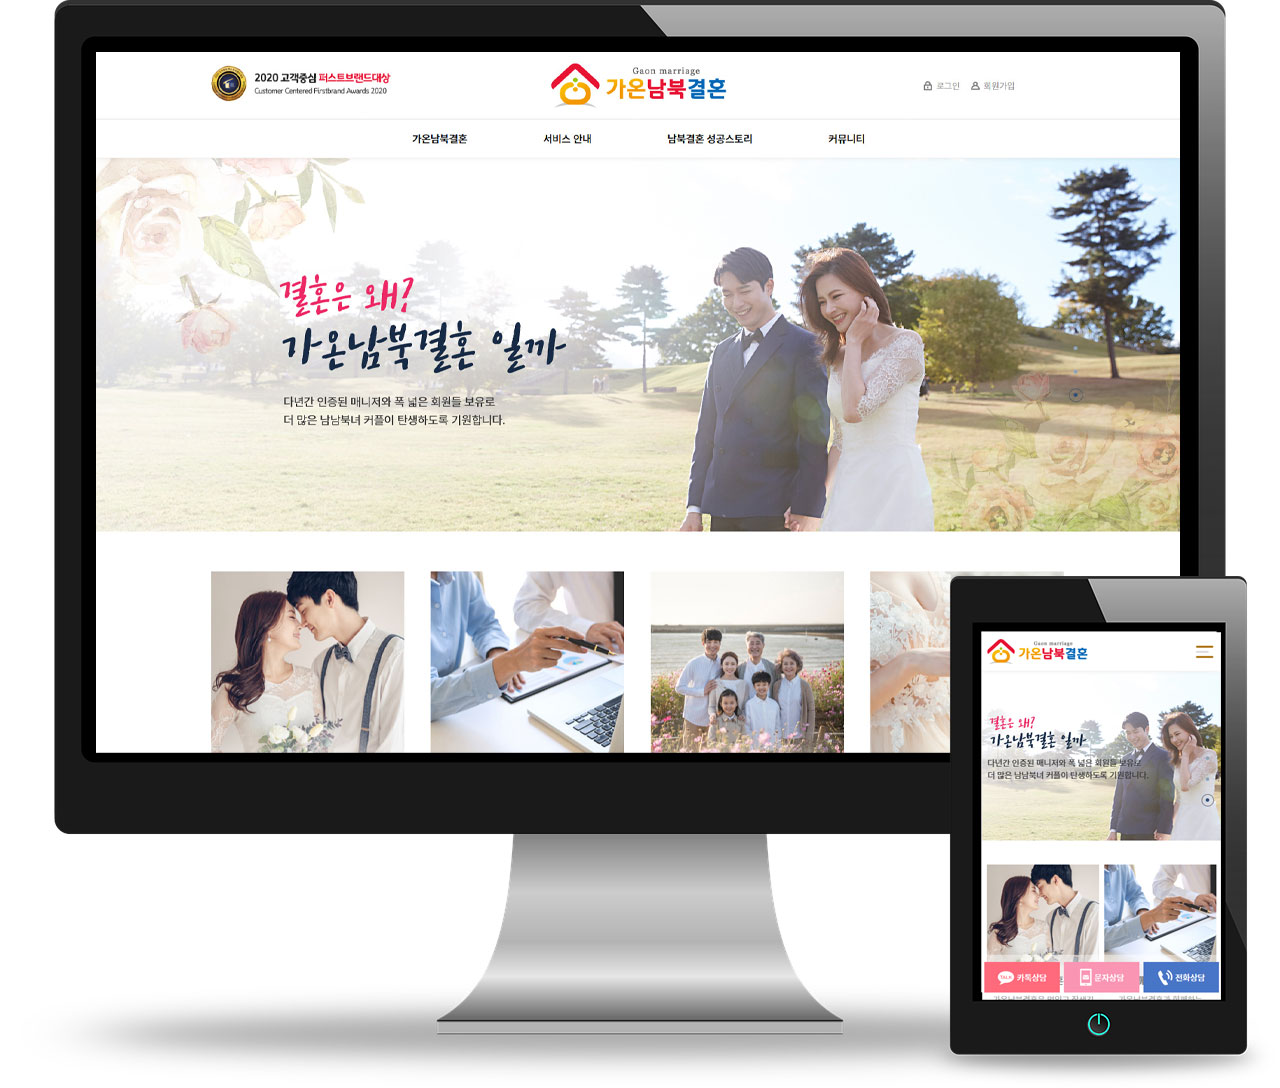 2020 고객중심 퍼스트브랜드대상
Customer Centered Firstbrand Awards 2020
Gaon marriage
가온남북결혼
로그인 회원가입
가온남북결혼 서비스 안내 남북결혼 성공스토리 커뮤니티
결혼은 왜?
가온남북결혼 일까
다년간 인증된 매니저와 폭 넓은 회원들 보유로
더 많은 남남북녀 커플이 탄생하도록 기원합니다.
Gaon marriage
가온남북결혼
결혼은 왜?
가온남북결혼 일까
다년간 인증된 매니저와 폭 넓은 회원들 보유로
더 많은 남남북녀 커플이 탄생하도록 기원합니다.
카톡상담 문자상담 전화상담